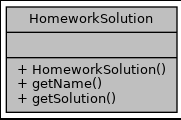 HomeworkSolution
+ HomeworkSolution()
+ getName()
+ getSolution()